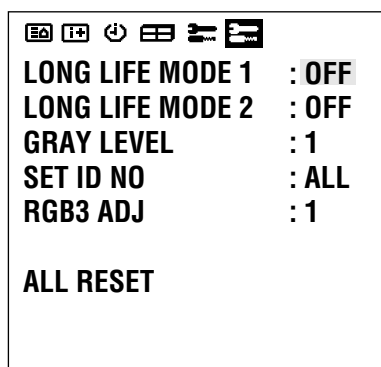 LONG LIFE MODE 1 : OFF
LONG LIFE MODE 2 : OFF
GRAY LEVEL : 1
SET ID NO : ALL
RGB3 ADJ : 1
ALL RESET